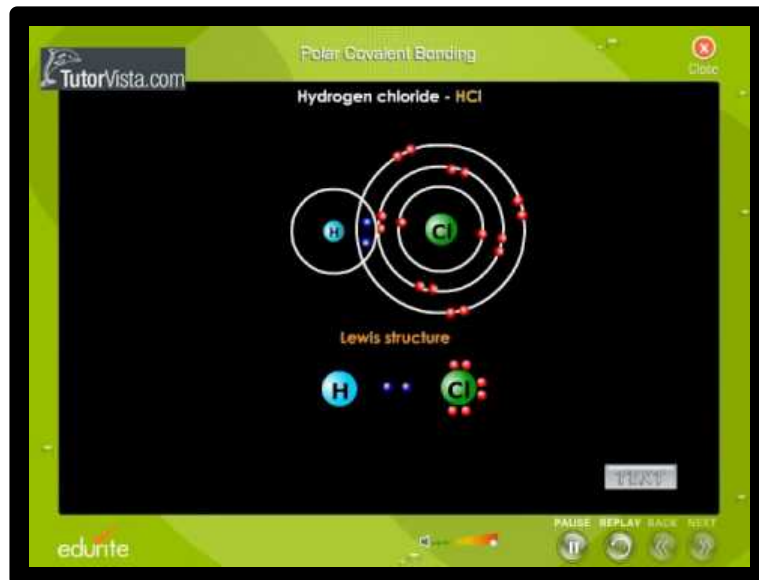 Polar Covalent Bonding
Close
TutorVista.com
Hydrogen chloride - HCl
H
Cl
Lewis structure
H
Cl
TEXT
PAUSE REPLAY BACK NEXT
edurite